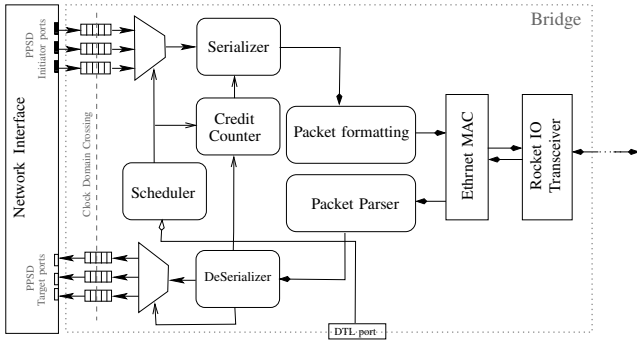 Bridge
PPSD
Initiator ports
Network Interface
Clock Domain Crossing
Serializer
Credit
Counter
Packet formatting
Ethrnet MAC
Rocket IO
Transceiver
Scheduler
Packet Parser
PPSD
Target ports
DeSerializer
DTL port